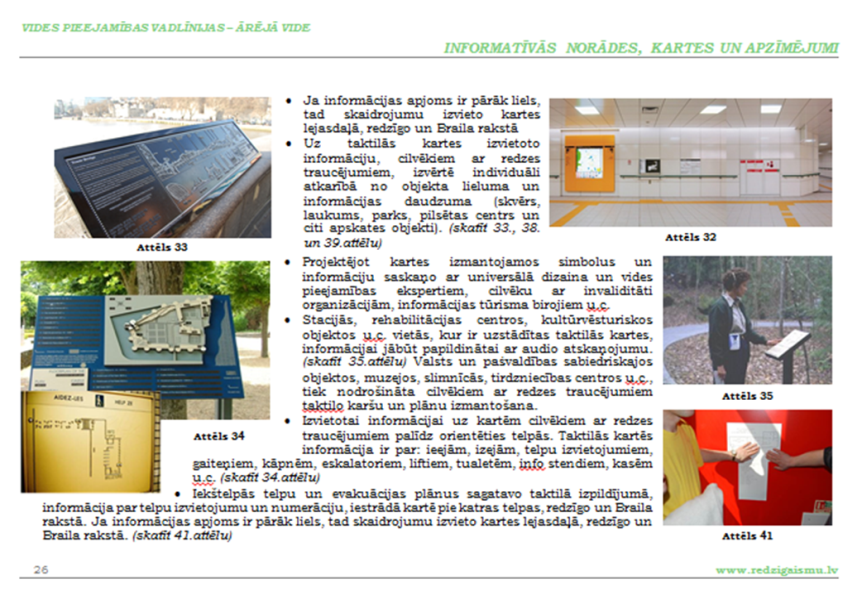 VIDES PIEEJAMĪBAS VADLĪNIJAS – ĀRĒJĀ VIDE
INFORMATĪVĀS NORĀDES, KARTES UN APZĪMĒJUMI
Attēls 33
• Ja informācijas apjoms ir pārāk liels,
tad skaidrojumu izvieto kartes
lejasdaļā, redzīgo un Braila rakstā
• Uz taktilās kartes izvietoto
informāciju, cilvēkiem ar redzes
traucējumiem, izvērtē individuāli
atkarībā no objekta lieluma un
informācijas daudzuma (skvērs,
laukums, parks, pilsētas centrs un
citi apskates objekti). (skatīt 33., 38.
un 39.attēlu)
Attēls 32
• Projektējot kartes izmantojamos simbolus un
informāciju saskaņo ar universālā dizaina un vides
pieejamības ekspertiem, cilvēku ar invaliditāti
organizācijām, informācijas tūrisma birojiem u.c.
• Stacijās, rehabilitācijas centros, kultūrvēsturiskos
objektos u.c. vietās, kur ir uzstādītas taktilās kartes,
informācijai jābūt papildinātai ar audio atskaņojumu.
(skatīt 35.attēlu) Valsts un pašvaldības sabiedriskajos
objektos, muzejos, slimnīcās, tirdzniecības centros u.c.,
tiek nodrošināta cilvēkiem ar redzes traucējumiem
taktilo karšu un plānu izmantošana.
• Izvietotai informācijai uz kartēm cilvēkiem ar redzes
traucējumiem palīdz orientēties telpās. Taktilās kartēs
informācija ir par: ieejām, izejām, telpu izvietojumiem,
gaiteņiem, kāpnēm, eskalatoriem, liftiem, tualetēm, info stendiem, kasēm
u.c. (skatīt 34.attēlu)
AIDEZ-LES
HELP
Attēls 34
Attēls 35
• Iekštelpās telpu un evakuācijas plānus sagatavo taktilā izpildījumā,
informācija par telpu izvietojumu un numerāciju, iestrādā kartē pie katras telpas, redzīgo un Braila
rakstā. Ja informācijas apjoms ir pārāk liels, tad skaidrojumu izvieto kartes lejasdaļā, redzīgo un
Braila rakstā. (skatīt 41.attēlu)
Attēls 41
26
www.redzigaismu.lv